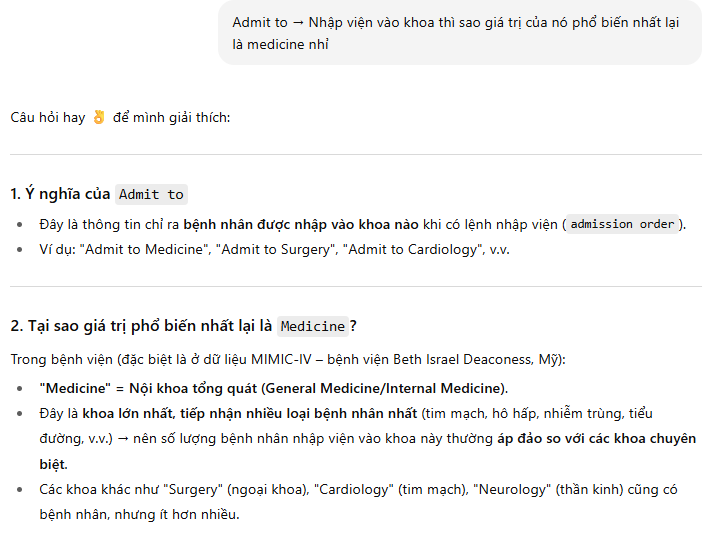 Admit to → Nhập viện vào khoa thì sao giá trị của nó phổ biến nhất lại
là medicine nhỉ
Câu hỏi hay 👌 để mình giải thích:
1. Ý nghĩa của Admit to
• Đây là thông tin chỉ ra bệnh nhân được nhập vào khoa nào khi có lệnh nhập viện (admission order).
• Ví dụ: "Admit to Medicine", "Admit to Surgery", "Admit to Cardiology", v.v.
2. Tại sao giá trị phổ biến nhất lại là Medicine?
Trong bệnh viện (đặc biệt là ở dữ liệu MIMIC-IV – bệnh viện Beth Israel Deaconess, Mỹ):
• "Medicine" = Nội khoa tổng quát (General Medicine/Internal Medicine).
• Đây là khoa lớn nhất, tiếp nhận nhiều loại bệnh nhân nhất (tim mạch, hô hấp, nhiễm trùng, tiểu
đường, v.v.) → nên số lượng bệnh nhân nhập viện vào khoa này thường áp đảo so với các khoa chuyên
biệt.
• Các khoa khác như "Surgery" (ngoại khoa), "Cardiology" (tim mạch), "Neurology" (thần kinh) cũng có
bệnh nhân, nhưng ít hơn nhiều.